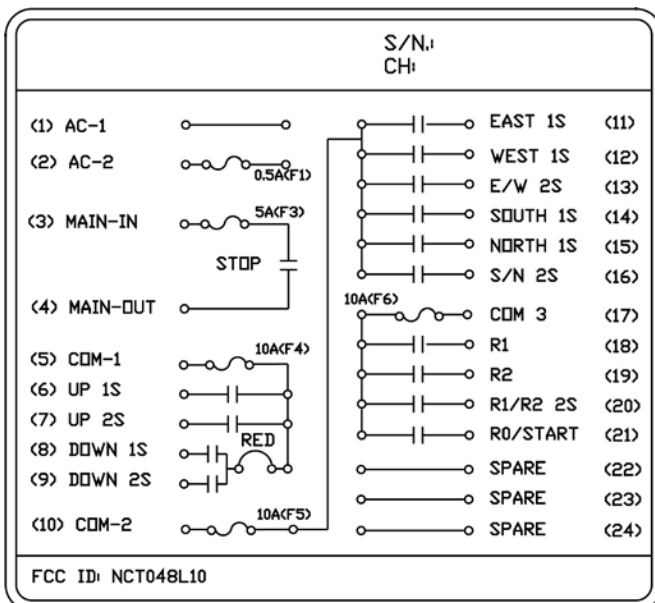 S/N.:
CH:
(1) AC-1
(2) AC-2
0.5A(F1)
(3) MAIN-IN
5A(F3)
STOP
(4) MAIN-OUT
(5) COM-1
10A(F4)
(6) UP 1S
(7) UP 2S
(8) DOWN 1S
RED
(9) DOWN 2S
(10) COM-2
10A(F5)
EAST 1S (11)
WEST 1S (12)
E/W 2S (13)
SOUTH 1S (14)
NORTH 1S (15)
S/N 2S (16)
10A(F6)
COM 3 (17)
R1 (18)
R2 (19)
R1/R2 2S (20)
R0/START (21)
SPARE (22)
SPARE (23)
SPARE (24)
FCC ID: NCT048L10